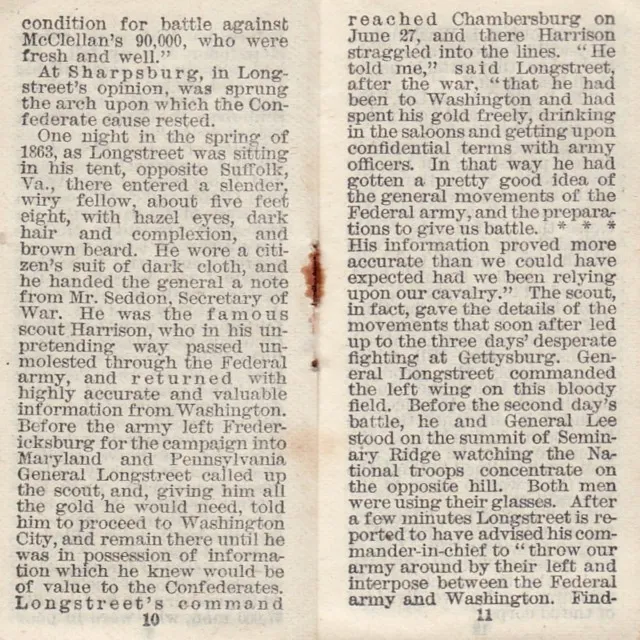 condition for battle against
McClellan's 90,000, who were
fresh and well."
At Sharpsburg, in Long-
street's opinion, was sprung
the arch upon which the Con-
federate cause rested.
One night in the spring of
1863, as Longstreet was sitting
in his tent, opposite Suffolk,
Va., there entered a slender,
wiry fellow, about five feet
eight, with hazel eyes, dark
hair and complexion, and
brown beard. He wore a citi-
zen's suit of dark cloth, and
he handed the general a note
from Mr. Seddon, Secretary of
War. He was the famous
scout Harrison, who in his un-
pretending way passed un-
molested through the Federal
army, and returned with
highly accurate and valuable
information from Washington.
Before the army left Freder-
icksburg for the campaign into
Maryland and Pennsylvania
General Longstreet called up
the scout, and, giving him all
the gold he would need, told
him to proceed to Washington
City, and remain there until he
was in possession of informa-
tion which he knew would be
of value to the Confederates.
Longstreet's command
10
reached Chambersburg on
June 27, and there Harrison
straggled into the lines. "He
told me," said Longstreet,
after the war, "that he had
been to Washington and had
spent his gold freely, drinking
in the saloons and getting upon
confidential terms with army
officers. In that way he had
gotten a pretty good idea of
the general movements of the
Federal army, and the prepara-
tions to give us battle. * * *
His information proved more
accurate than we could have
expected had we been relying
upon our cavalry." The scout,
in fact, gave the details of the
movements that soon after led
up to the three days' desperate
fighting at Gettysburg. Gen-
eral Longstreet commanded
the left wing on this bloody
field. Before the second day's
battle, he and General Lee
stood on the summit of Semin-
ary Ridge watching the Na-
tional troops concentrate on
the opposite hill. Both men
were using their glasses. After
a few minutes Longstreet is re-
ported to have advised his com-
mander-in-chief to "throw our
army around by their left and
interpose between the Federal
army and Washington. Find-
11